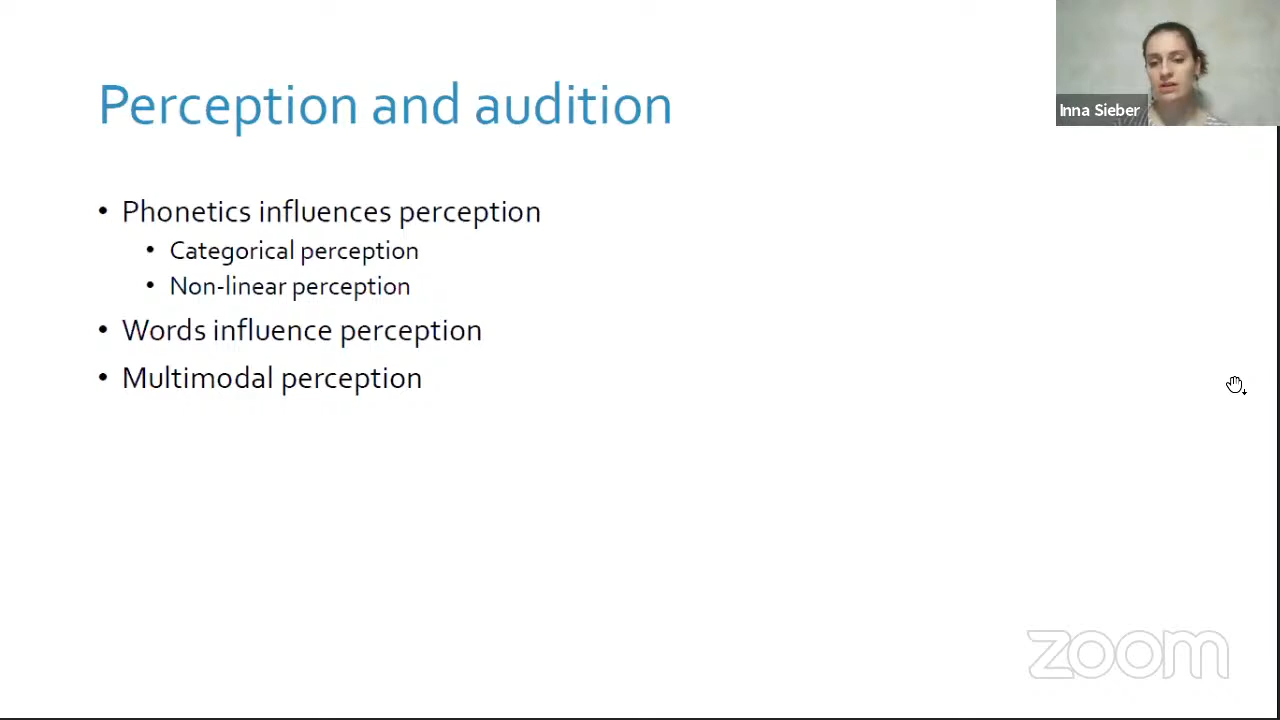 Perception and audition
Inna Sieber
• Phonetics influences perception
• Categorical perception
• Non-linear perception
• Words influence perception
• Multimodal perception
zoom